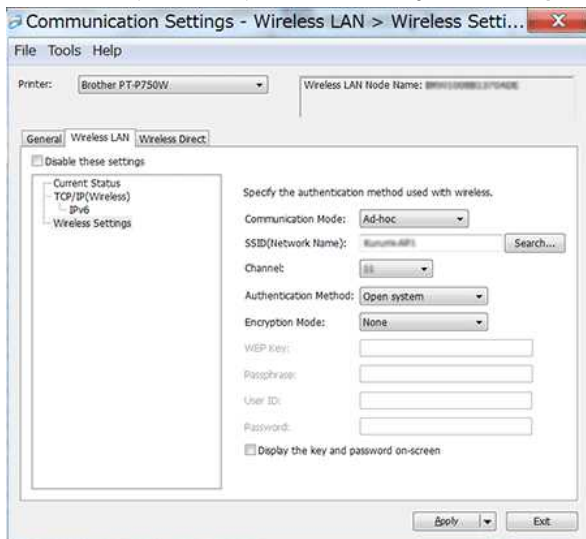 Communication Settings - Wireless LAN > Wireless Setti... X
File Tools Help
Printer: Brother PT-P750W Wireless LAN Node Name:
General Wireless LAN Wireless Direct
Disable these settings
Current Status
TCP/IP(Wireless)
IPv6
Wireless Settings
Specify the authentication method used with wireless.
Communication Mode: Ad-hoc
SSID(Network Name): Search...
Channel: 11
Authentication Method: Open system
Encryption Mode: None
WEP Key:
Passphrase:
User ID:
Password:
Display the key and password on-screen
Apply Exit